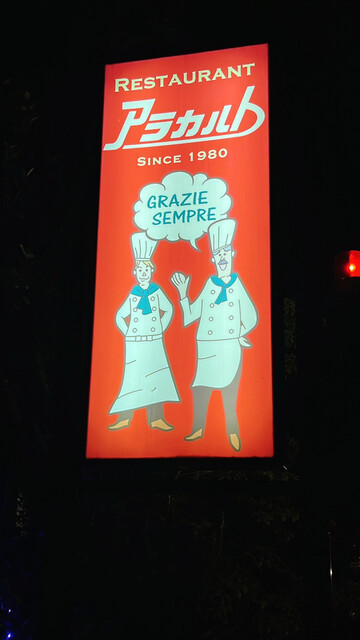 RESTAURANT
アラカルト
SINCE 1980
GRAZIE
SEMPRE